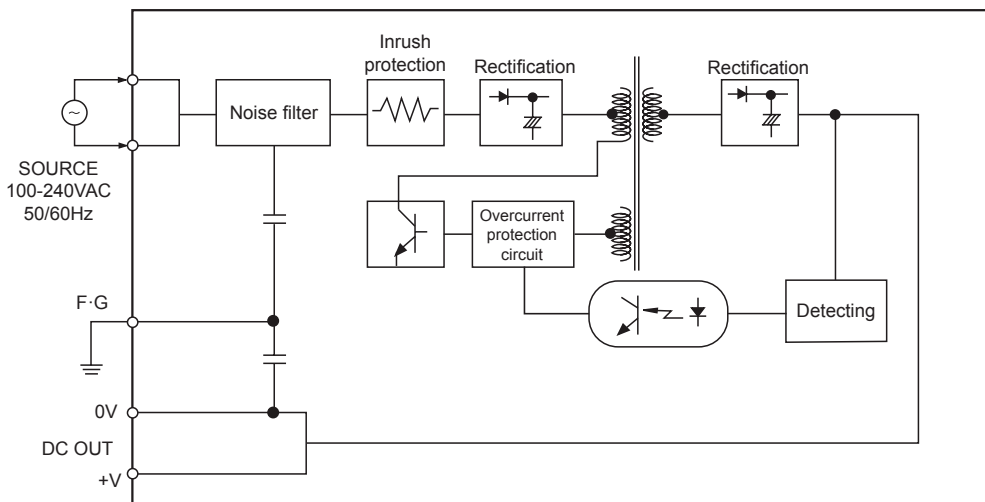 Inrush
protection
Rectification
Rectification
Noise filter
SOURCE
100-240VAC
50/60Hz
Overcurrent
protection
circuit
F·G
Detecting
0V
DC OUT
+V